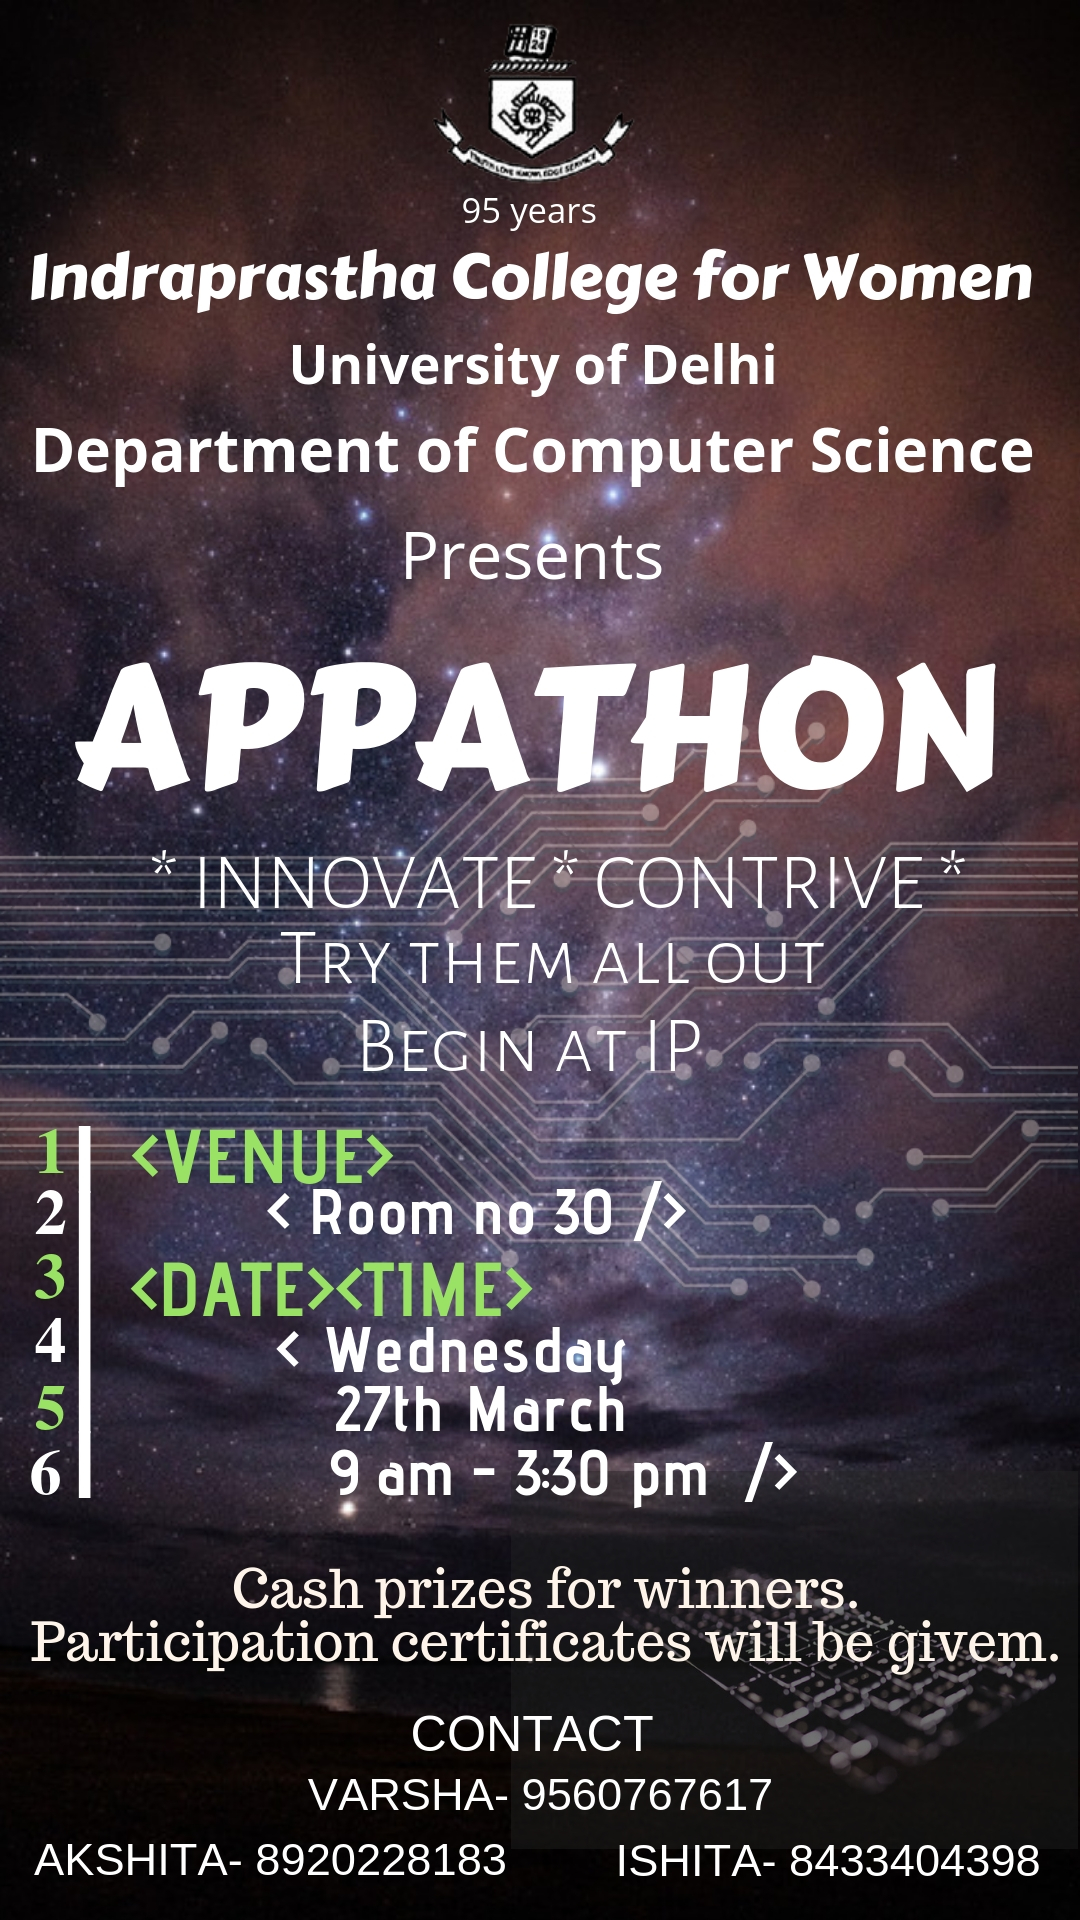 95 years
Indraprastha College for Women
University of Delhi
Department of Computer Science
Presents
APPATHON
* INNOVATE * CONTRIVE *
TRY THEM ALL OUT
BEGIN AT IP
1 <VENUE>
2 < Room no 30 />
3 <DATE><TIME>
4 < Wednesday
5 27th March
6 9 am - 3:30 pm />
Cash prizes for winners.
Participation certificates will be givem.
CONTACT
VARSHA- 9560767617
AKSHITA- 8920228183 ISHITA- 8433404398